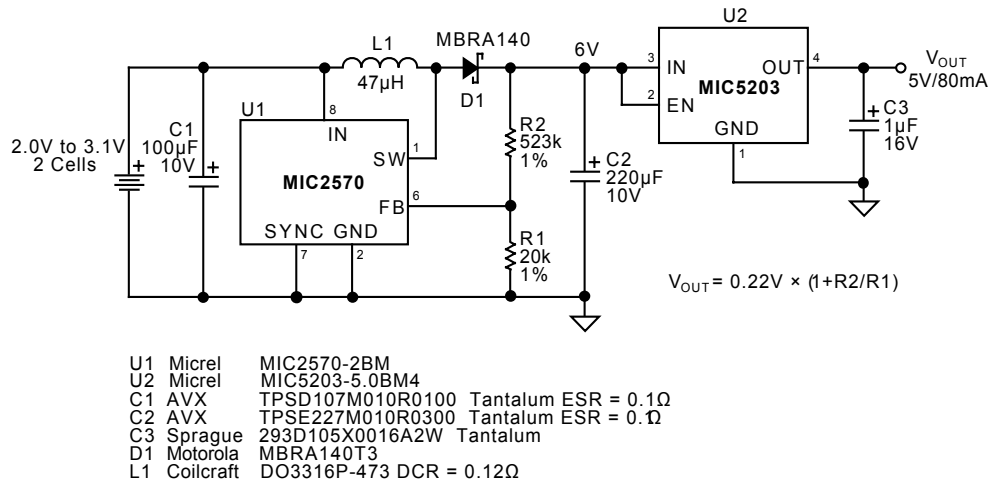 U2
MBRA140
L1
6V
3
IN
OUT
4
V_OUT
5V/80mA
47µH
MIC5203
D1
2
EN
U1
8
R2
523k
1%
C3
1µF
16V
GND
1
IN
2.0V to 3.1V
2 Cells
C1
100µF
10V
1
SW
C2
220µF
10V
MIC2570
6
FB
SYNC GND
R1
20k
1%
7
2
V_OUT = 0.22V × (1+R2/R1)
U1 Micrel MIC2570-2BM
U2 Micrel MIC5203-5.0BM4
C1 AVX TPSD107M010R0100 Tantalum ESR = 0.1Ω
C2 AVX TPSE227M010R0300 Tantalum ESR = 0.1Ω
C3 Sprague 293D105X0016A2W Tantalum
D1 Motorola MBRA140T3
L1 Coilcraft DO3316P-473 DCR = 0.12Ω